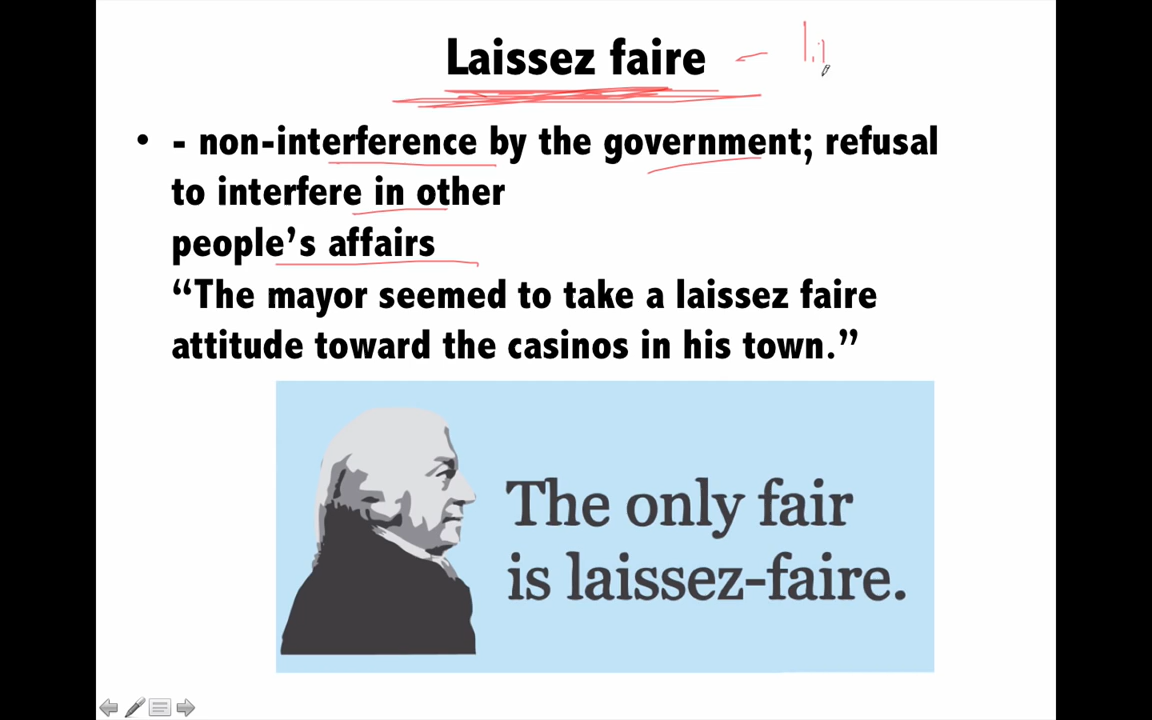 Laissez faire -
• - non-interference by the government; refusal
to interfere in other
people’s affairs
“The mayor seemed to take a laissez faire
attitude toward the casinos in his town.”
The only fair
is laissez-faire.